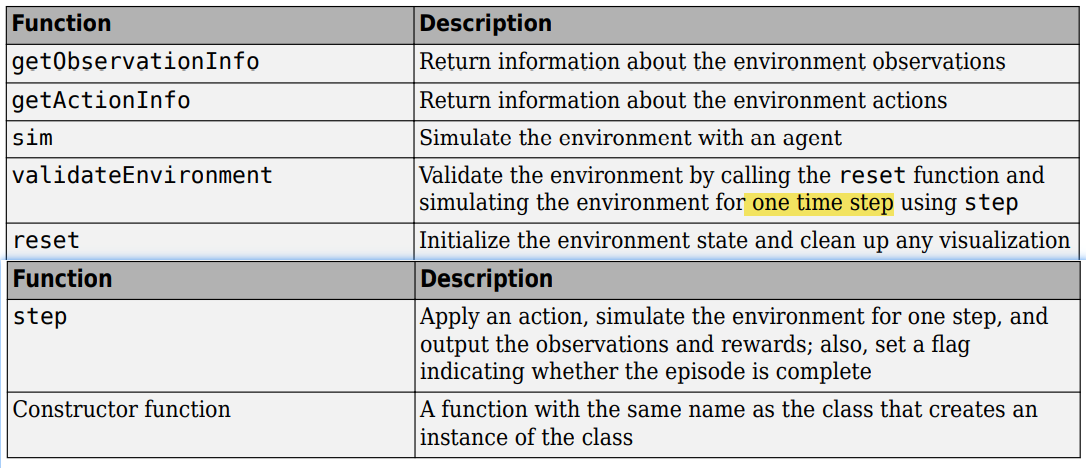 Function Description
getObservationInfo Return information about the environment observations
getActionInfo Return information about the environment actions
sim Simulate the environment with an agent
validateEnvironment Validate the environment by calling the reset function and
simulating the environment for one time step using step
reset Initialize the environment state and clean up any visualization
Function Description
step Apply an action, simulate the environment for one step, and
output the observations and rewards; also, set a flag
indicating whether the episode is complete
Constructor function A function with the same name as the class that creates an
instance of the class